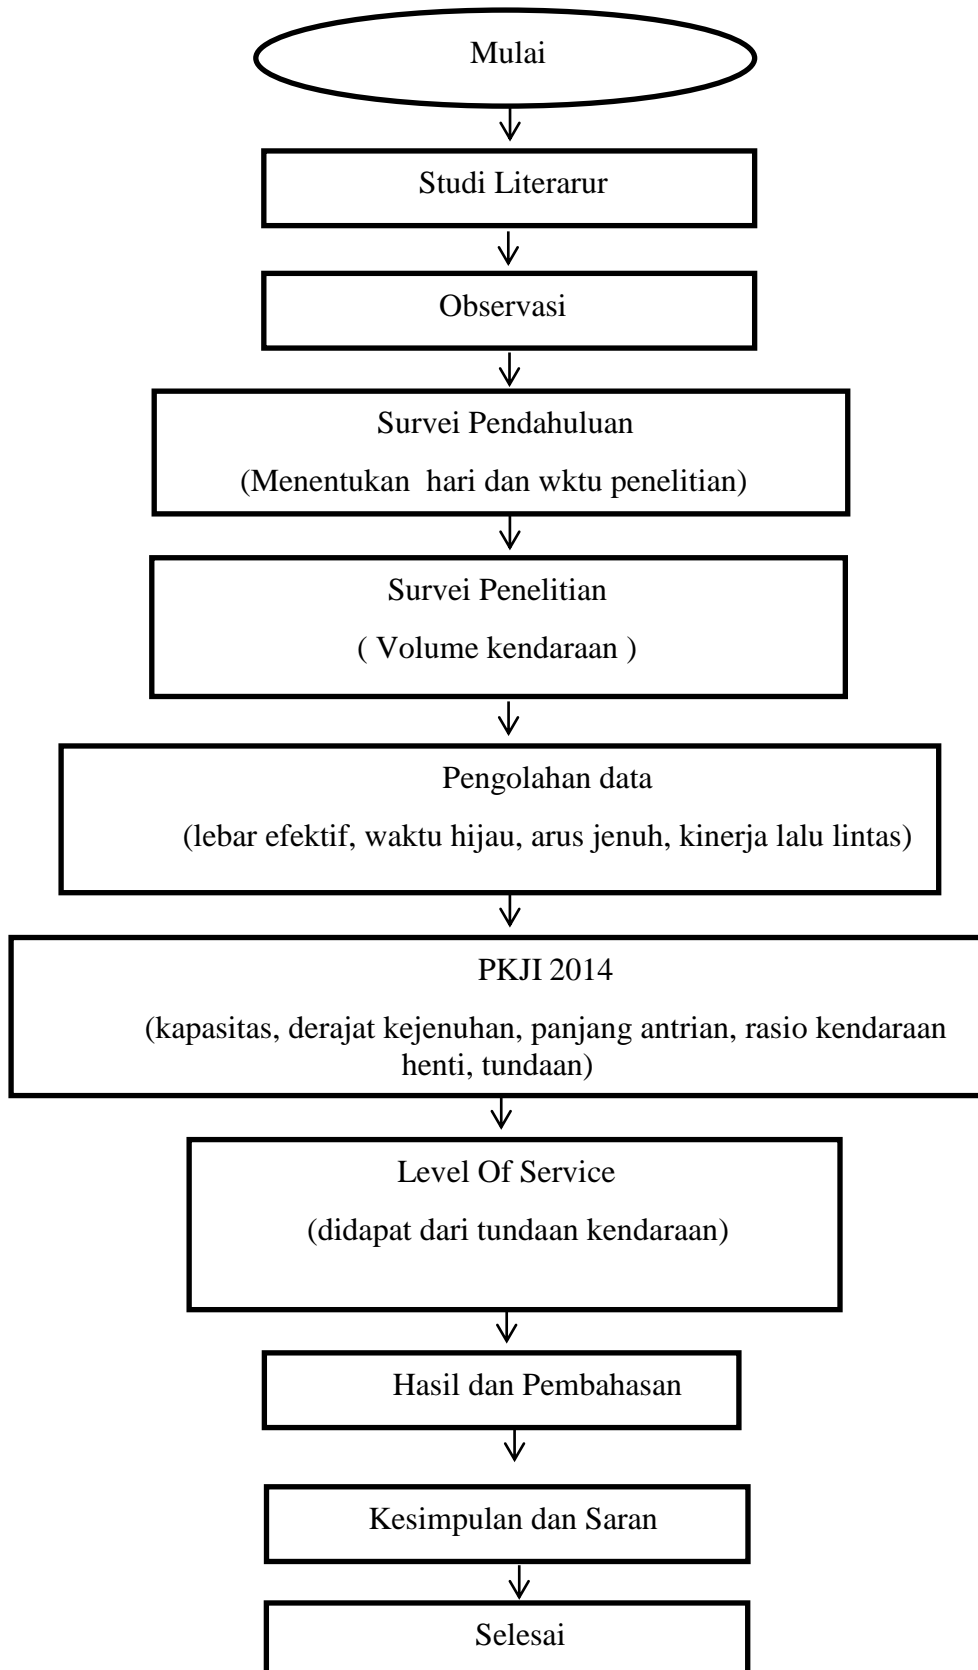 Mulai
Studi Literarur
Observasi
Survei Pendahuluan
(Menentukan  hari dan wktu penelitian)
Survei Penelitian
( Volume kendaraan )
Pengolahan data
(lebar efektif, waktu hijau, arus jenuh, kinerja lalu lintas)
PKJI 2014
(kapasitas, derajat kejenuhan, panjang antrian, rasio kendaraan
henti, tundaan)
Level Of Service
(didapat dari tundaan kendaraan)
Hasil dan Pembahasan
Kesimpulan dan Saran
Selesai